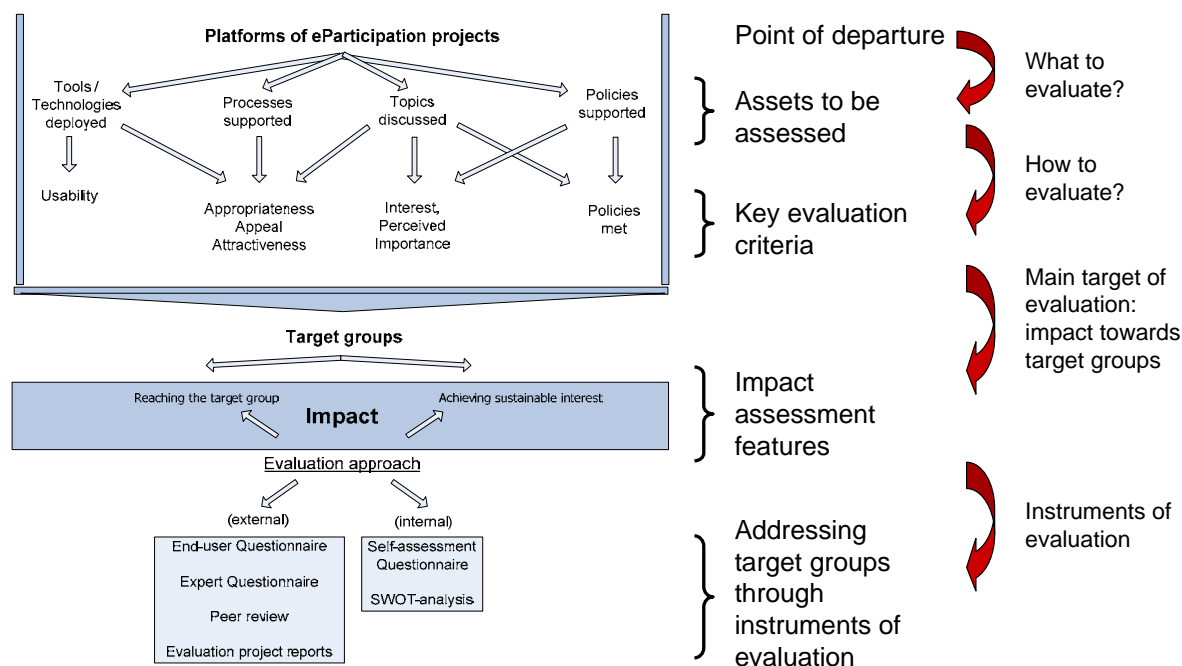 Platforms of eParticipation projects
Tools /
Technologies
deployed
Processes
supported
Topics
discussed
Policies
supported
Usability
Appropriateness
Appeal
Attractiveness
Interest,
Perceived
Importance
Policies
met
Target groups
Reaching the target group
Achieving sustainable interest
Impact
Evaluation approach
(external)
(internal)
End-user Questionnaire
Expert Questionnaire
Peer review
Evaluation project reports
Self-assessment
Questionnaire
SWOT-analysis
Point of departure
Assets to be
assessed
Key evaluation
criteria
Impact
assessment
features
Addressing
target groups
through
instruments of
evaluation
What to
evaluate?
How to
evaluate?
Main target of
evaluation:
impact towards
target groups
Instruments of
evaluation